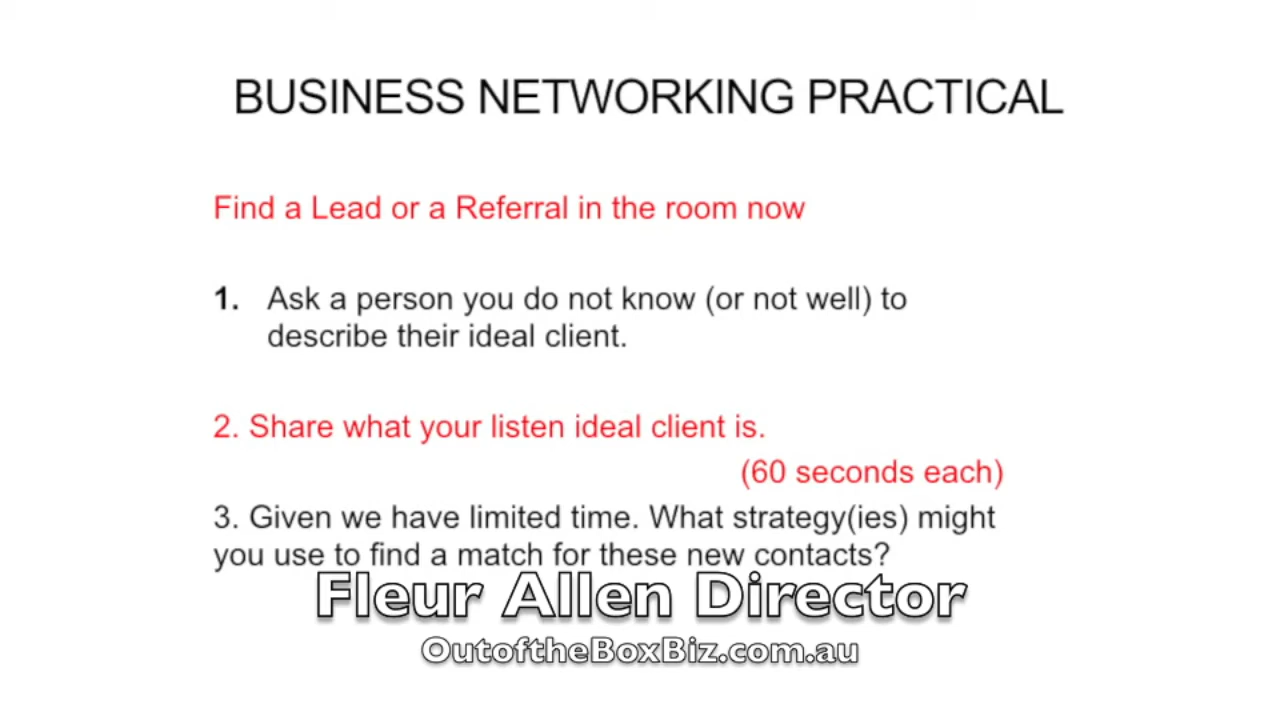 BUSINESS NETWORKING PRACTICAL
Find a Lead or a Referral in the room now
1. Ask a person you do not know (or not well) to
describe their ideal client.
2. Share what your listen ideal client is.
(60 seconds each)
3. Given we have limited time. What strategy(ies) might
you use to find a match for these new contacts?
Fleur Allen Director
OutoftheBoxBiz.com.au